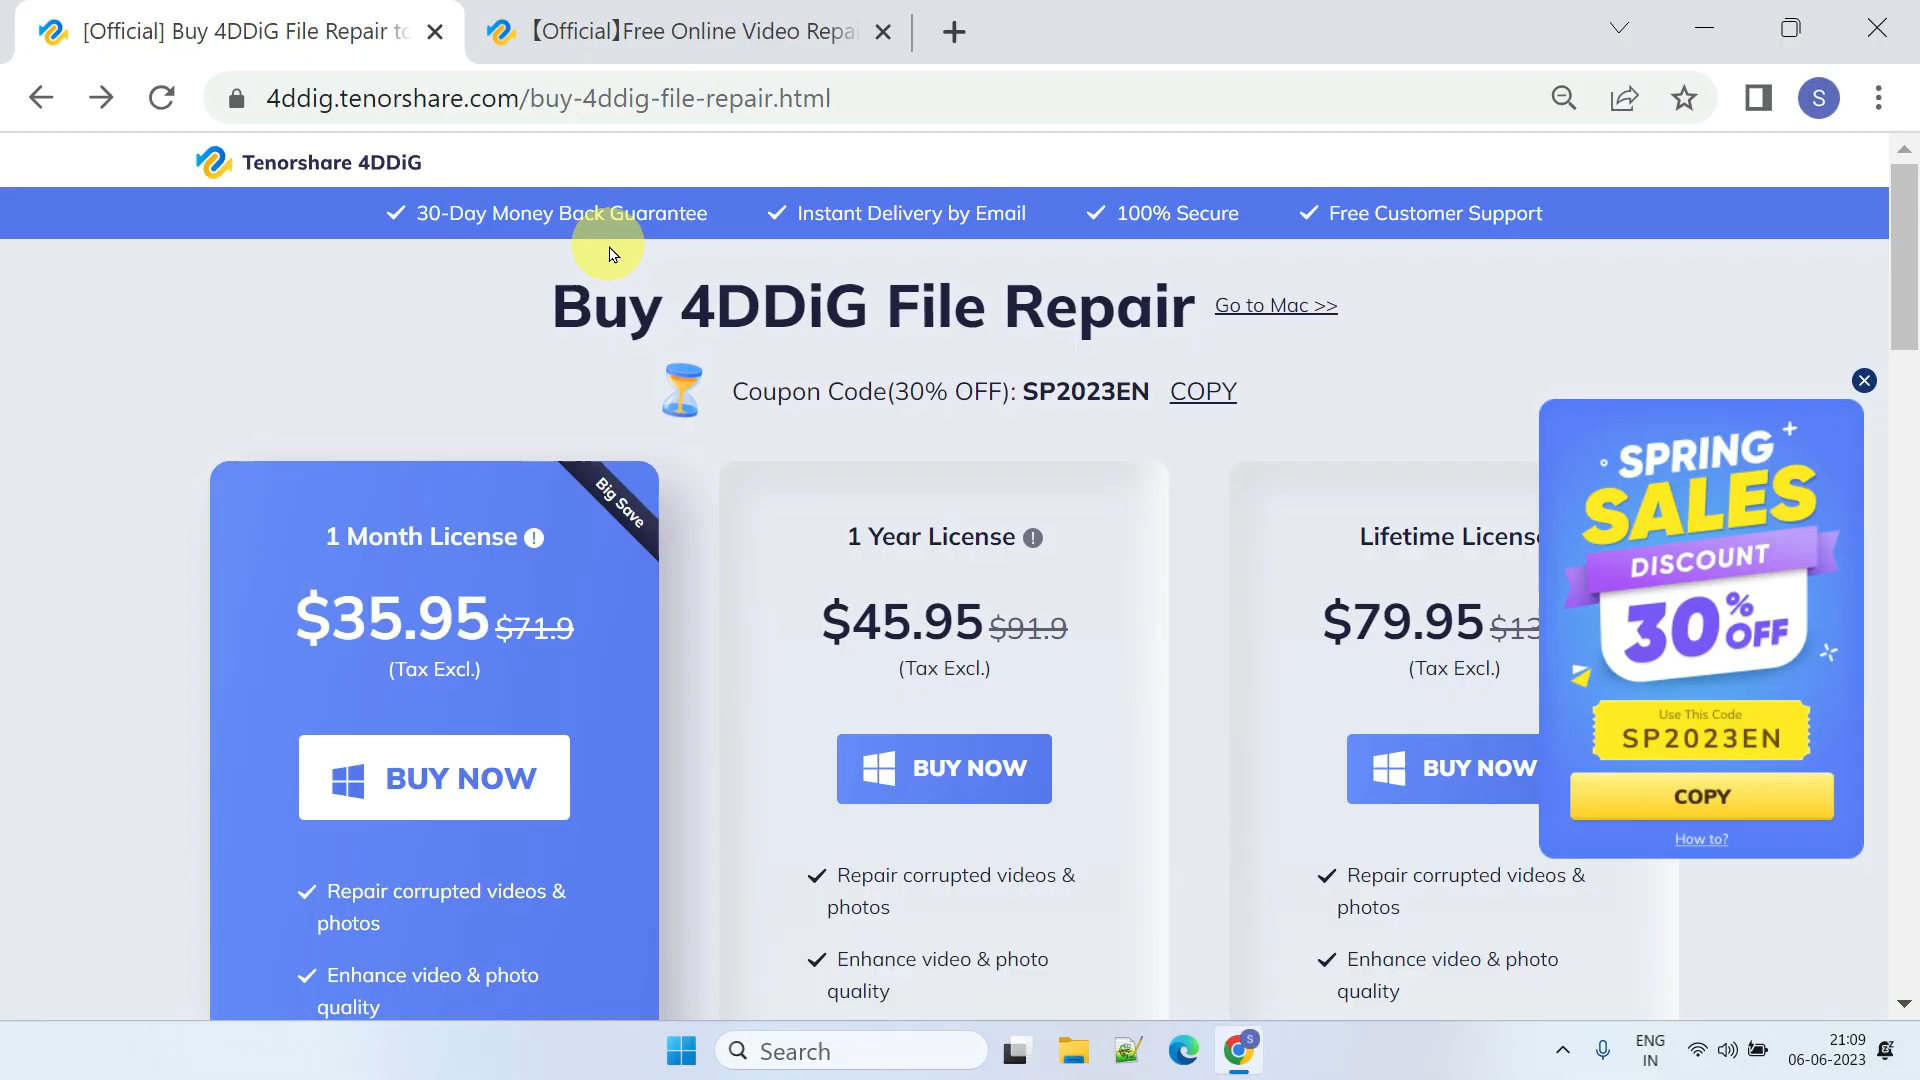 [Official] Buy 4DDiG File Repair to
【Official】Free Online Video Repa
4ddig.tenorshare.com/buy-4ddig-file-repair.html
S
Tenorshare 4DDiG
30-Day Money Back Guarantee
Instant Delivery by Email
100% Secure
Free Customer Support
Buy 4DDiG File Repair
Go to Mac >>
Coupon Code(30% OFF): SP2023EN COPY
Big Save
1 Month License
$35.95 $71.9
(Tax Excl.)
BUY NOW
Repair corrupted videos &
photos
Enhance video & photo
quality
1 Year License
$45.95 $91.9
(Tax Excl.)
BUY NOW
Repair corrupted videos &
photos
Enhance video & photo
quality
Lifetime Licens
$79.95 $13
(Tax Excl.)
BUY NOW
Repair corrupted videos &
photos
Enhance video & photo
quality
SPRING
SALES
DISCOUNT
30% OFF
Use This Code
SP2023EN
COPY
How to?
Search
S
ENG
IN
21:09
06-06-2023